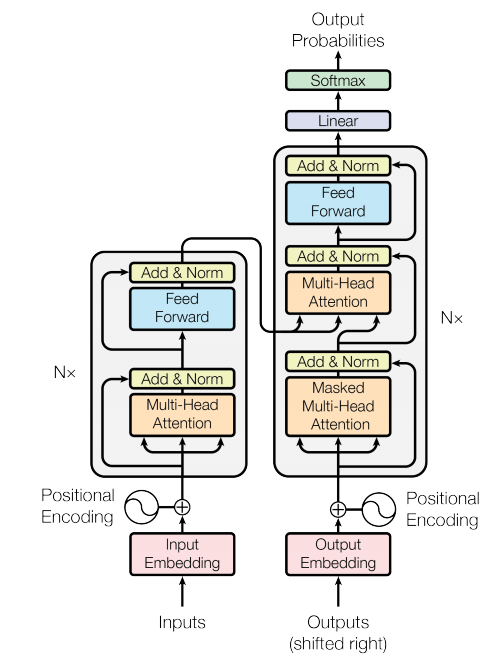 Output
Probabilities
Softmax
Linear
Add & Norm
Feed
Forward
Add & Norm
Multi-Head
Attention
Nx
Add & Norm
Masked
Multi-Head
Attention
Add & Norm
Feed
Forward
N×
Add & Norm
Multi-Head
Attention
Positional
Encoding
Positional
Encoding
Input
Embedding
Output
Embedding
Inputs
Outputs
(shifted right)